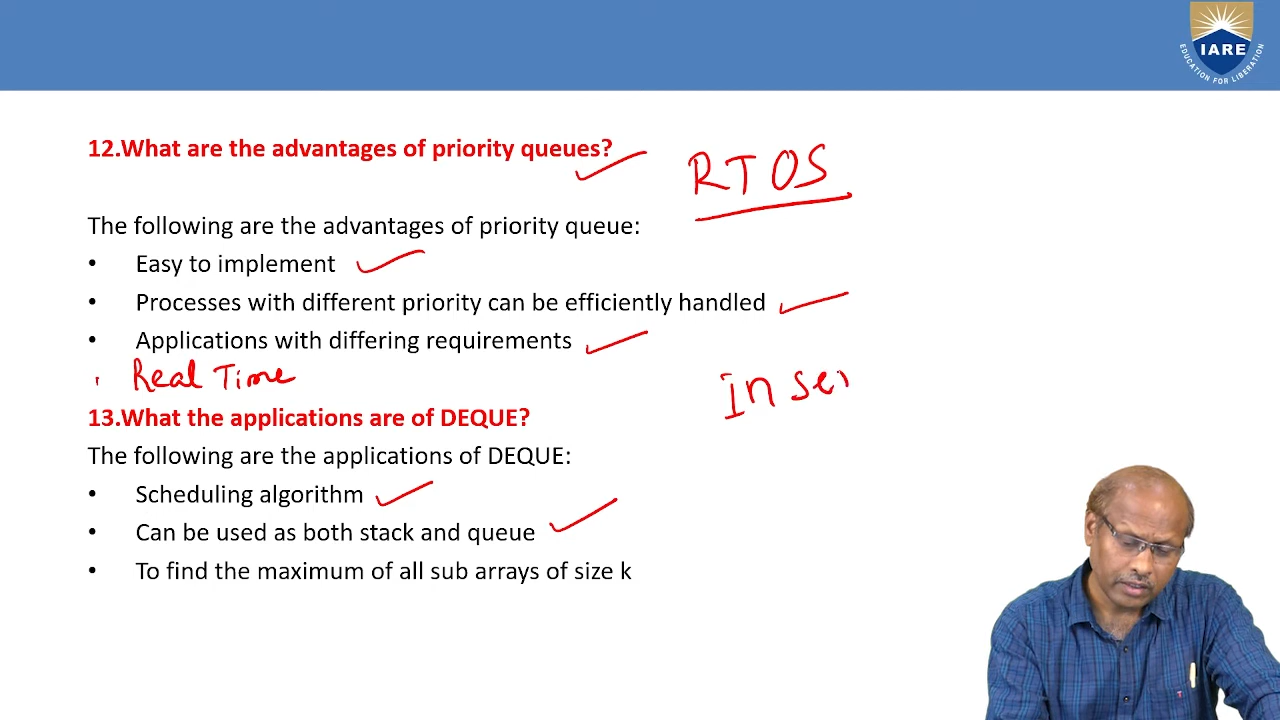 IARE
EDUCATION FOR LIBERATION
12.What are the advantages of priority queues?
RTOS
The following are the advantages of priority queue:
• Easy to implement
• Processes with different priority can be efficiently handled
• Applications with differing requirements
• Real Time
Inser
13.What the applications are of DEQUE?
The following are the applications of DEQUE:
• Scheduling algorithm
• Can be used as both stack and queue
• To find the maximum of all sub arrays of size k